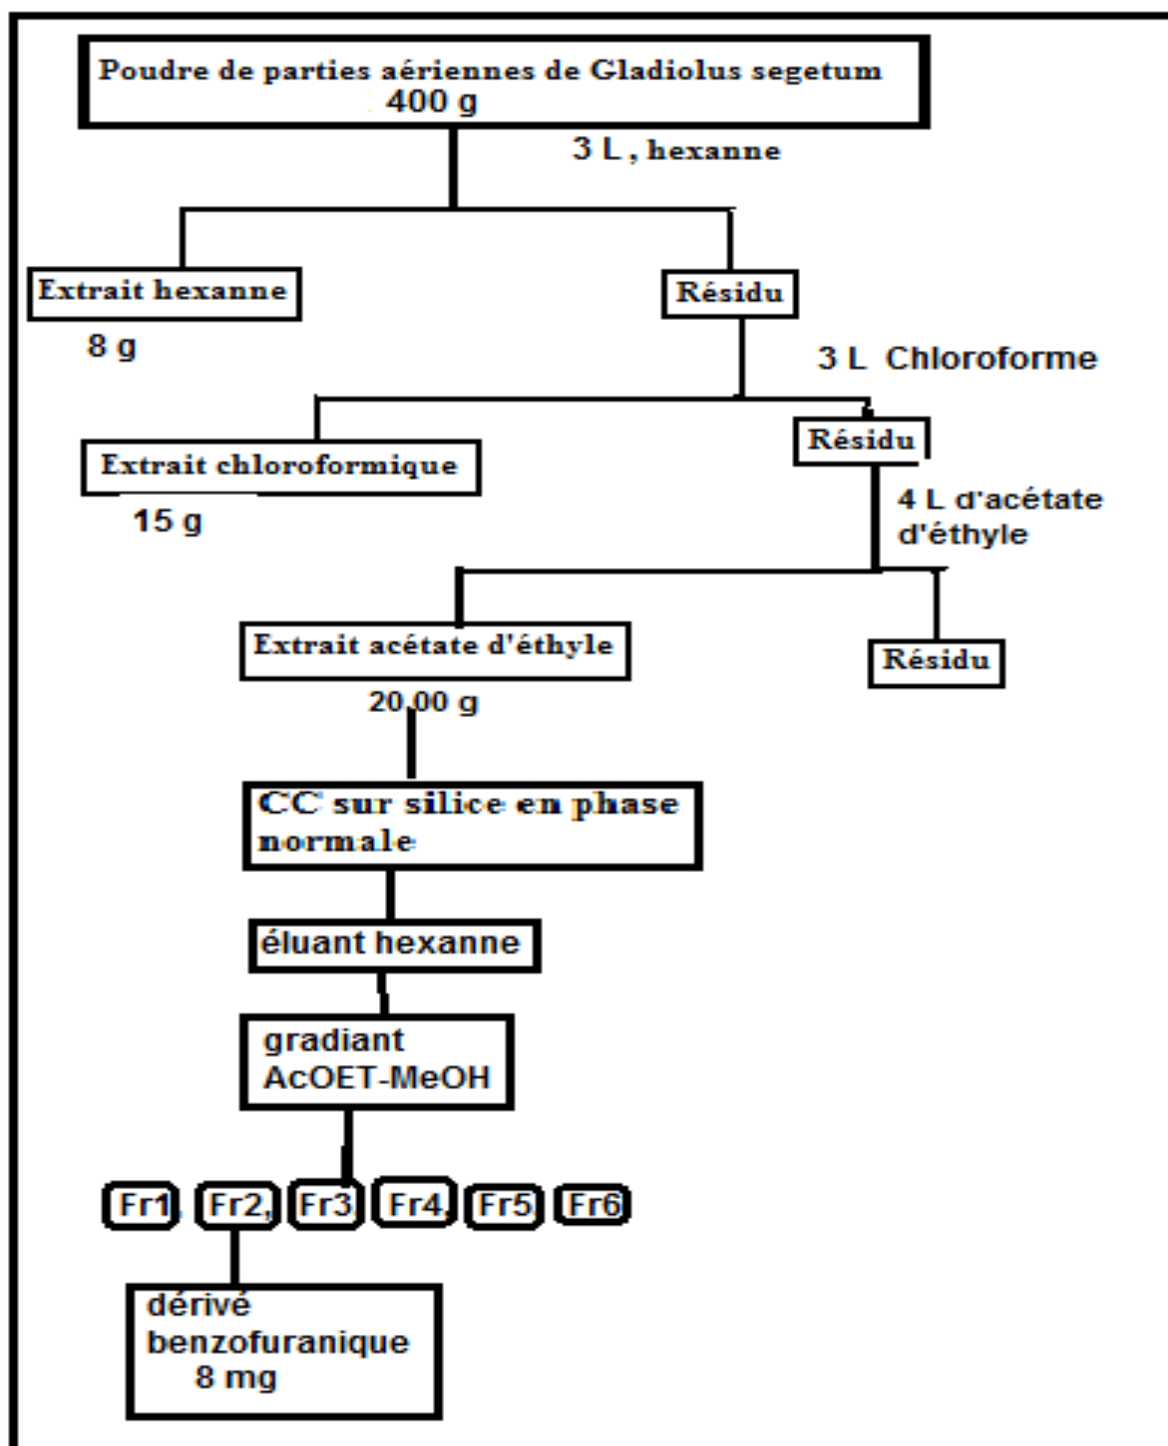 Poudre de parties aériennes de Gladiolus segetum
400 g
3 L , hexanne
Extrait hexanne
Résidu
8 g
3 L Chloroforme
Résidu
Extrait chloroformique
15 g
4 L d'acétate
d'éthyle
Extrait acétate d'éthyle
Résidu
20,00 g
CC sur silice en phase
normale
éluant hexanne
gradiant
AcOET-MeOH
Fr1, Fr2, Fr3, Fr4, Fr5, Fr6
dérivé
benzofuranique
8 mg